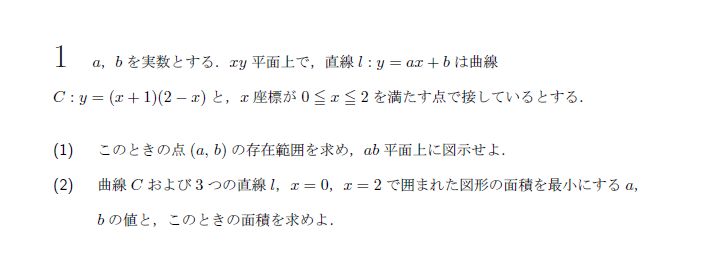 1 a, b を実数とする. xy 平面上で, 直線 l : y = ax + b は曲線
C : y = (x + 1)(2 − x) と, x 座標が 0 ≦ x ≦ 2 を満たす点で接しているとする.
(1) このときの点 (a, b) の存在範囲を求め, ab 平面上に図示せよ.
(2) 曲線 C および 3 つの直線 l, x = 0, x = 2 で囲まれた図形の面積を最小にする a,
b の値と, このときの面積を求めよ.